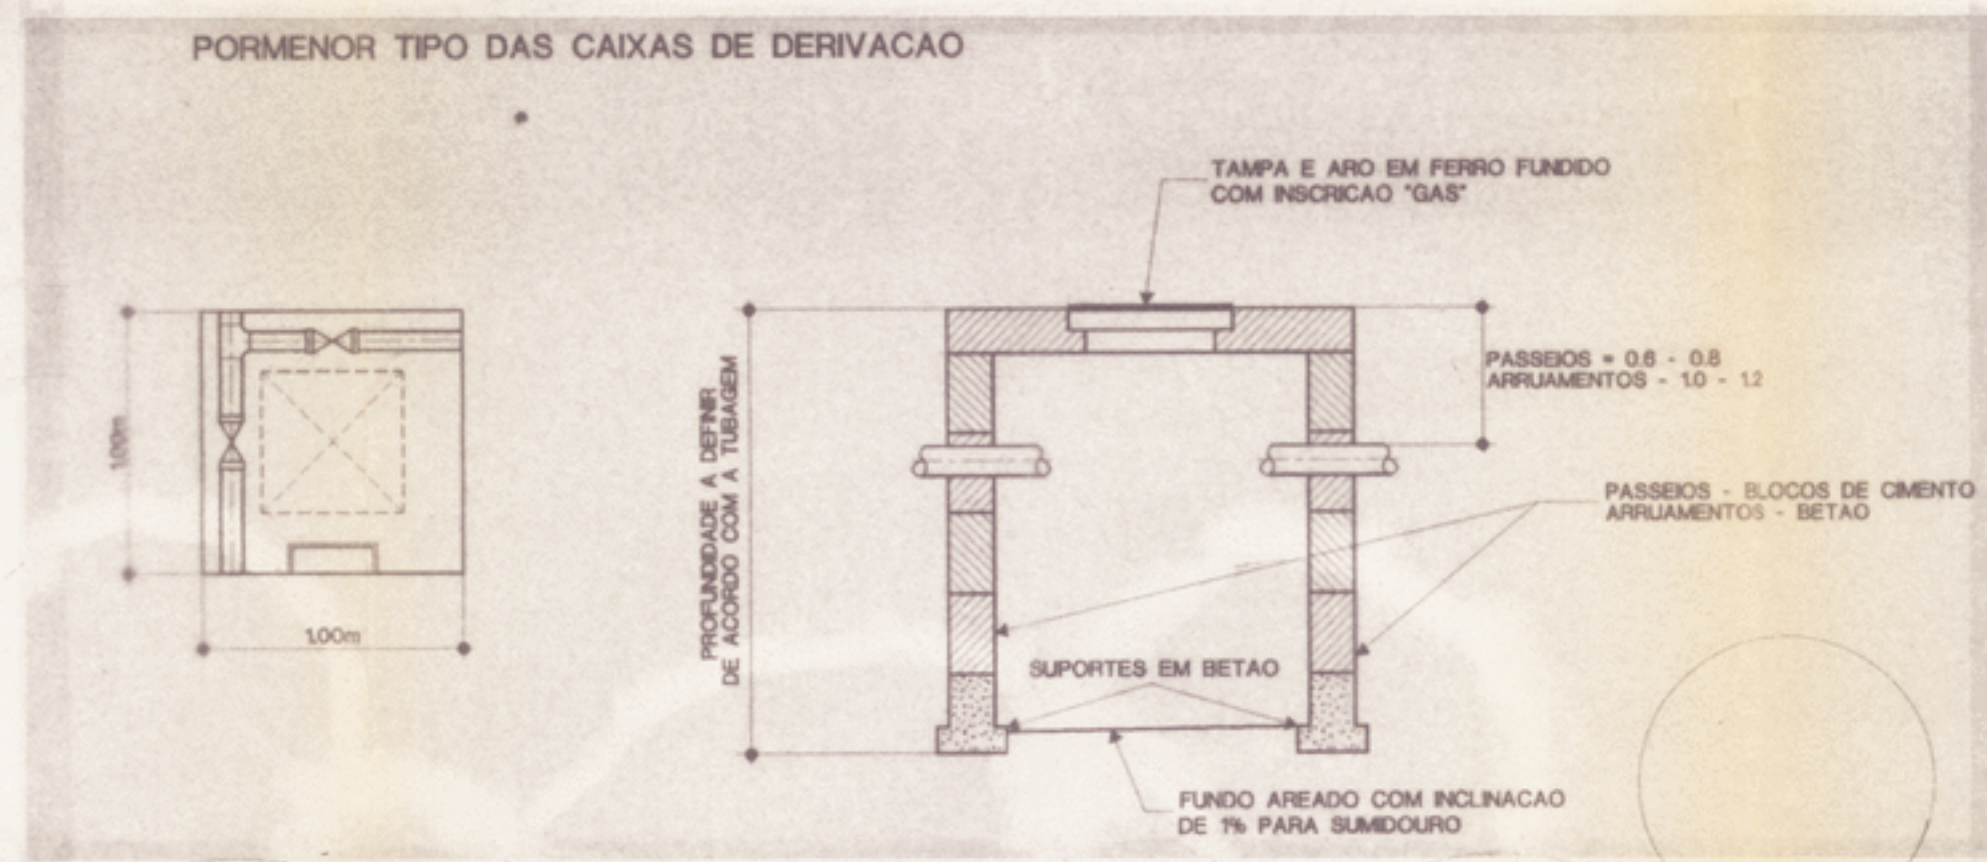 PORMENOR TIPO DAS CAIXAS DE DERIVACAO
TAMPA E ARO EM FERRO FUNDIDO
COM INSCRICAO "GAS"
PASSEIOS = 0.6 - 0.8
ARRUAMENTOS - 1.0 - 1.2
1.00m
PROFUNDIDADE A DEFINIR
DE ACORDO COM A TUBAGEM
PASSEIOS - BLOCOS DE CIMENTO
ARRUAMENTOS - BETAO
1.00m
SUPORTES EM BETAO
FUNDO AREADO COM INCLINACAO
DE 1% PARA SUMIDOURO